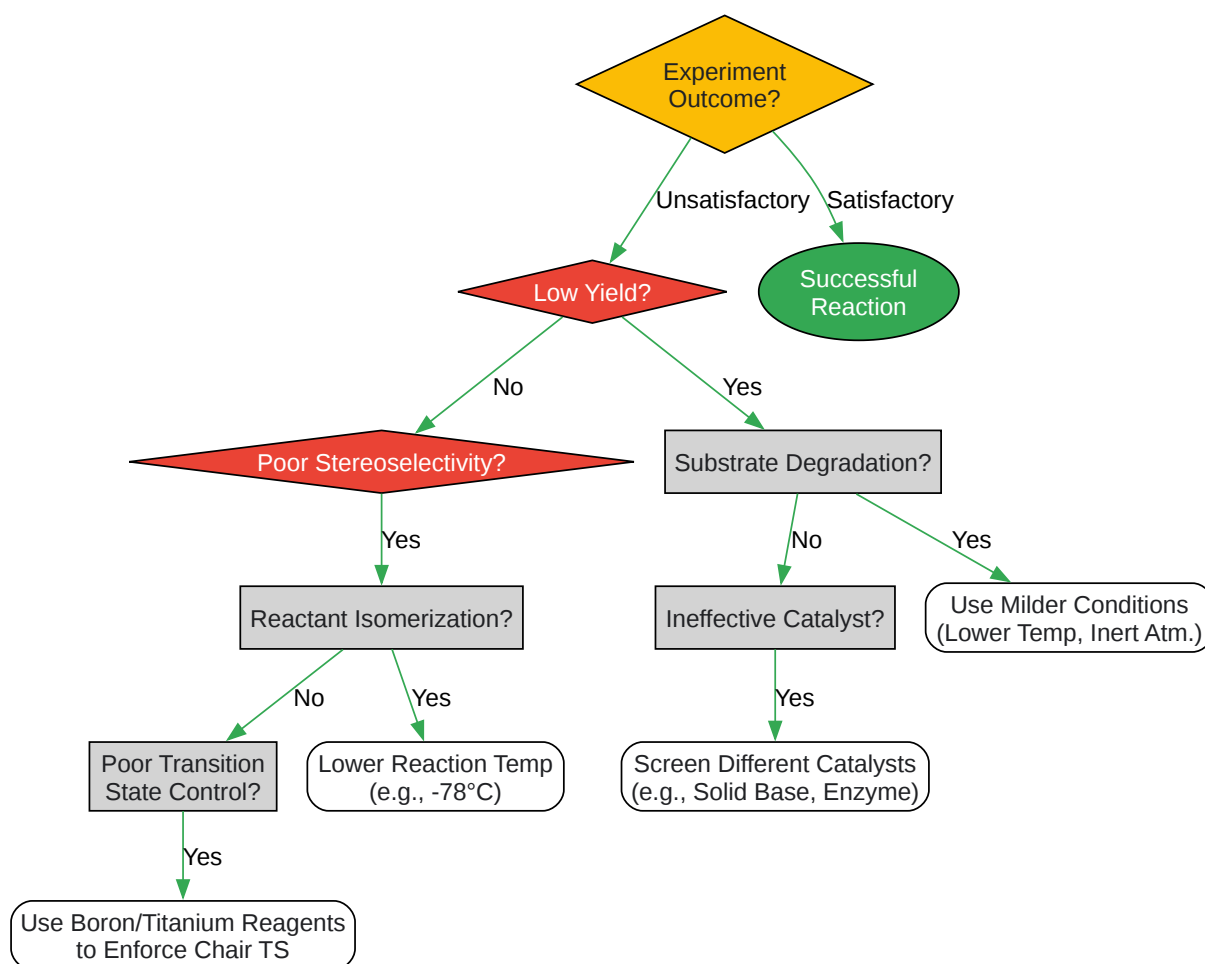 Experiment
Outcome?
Unsatisfactory
Satisfactory
Low Yield?
Successful
Reaction
No
Yes
Poor Stereoselectivity?
Substrate Degradation?
Yes
No
Yes
Reactant Isomerization?
Ineffective Catalyst?
Use Milder Conditions
(Lower Temp, Inert Atm.)
No
Yes
Yes
Poor Transition
State Control?
Lower Reaction Temp
(e.g., -78°C)
Screen Different Catalysts
(e.g., Solid Base, Enzyme)
Yes
Use Boron/Titanium Reagents
to Enforce Chair TS